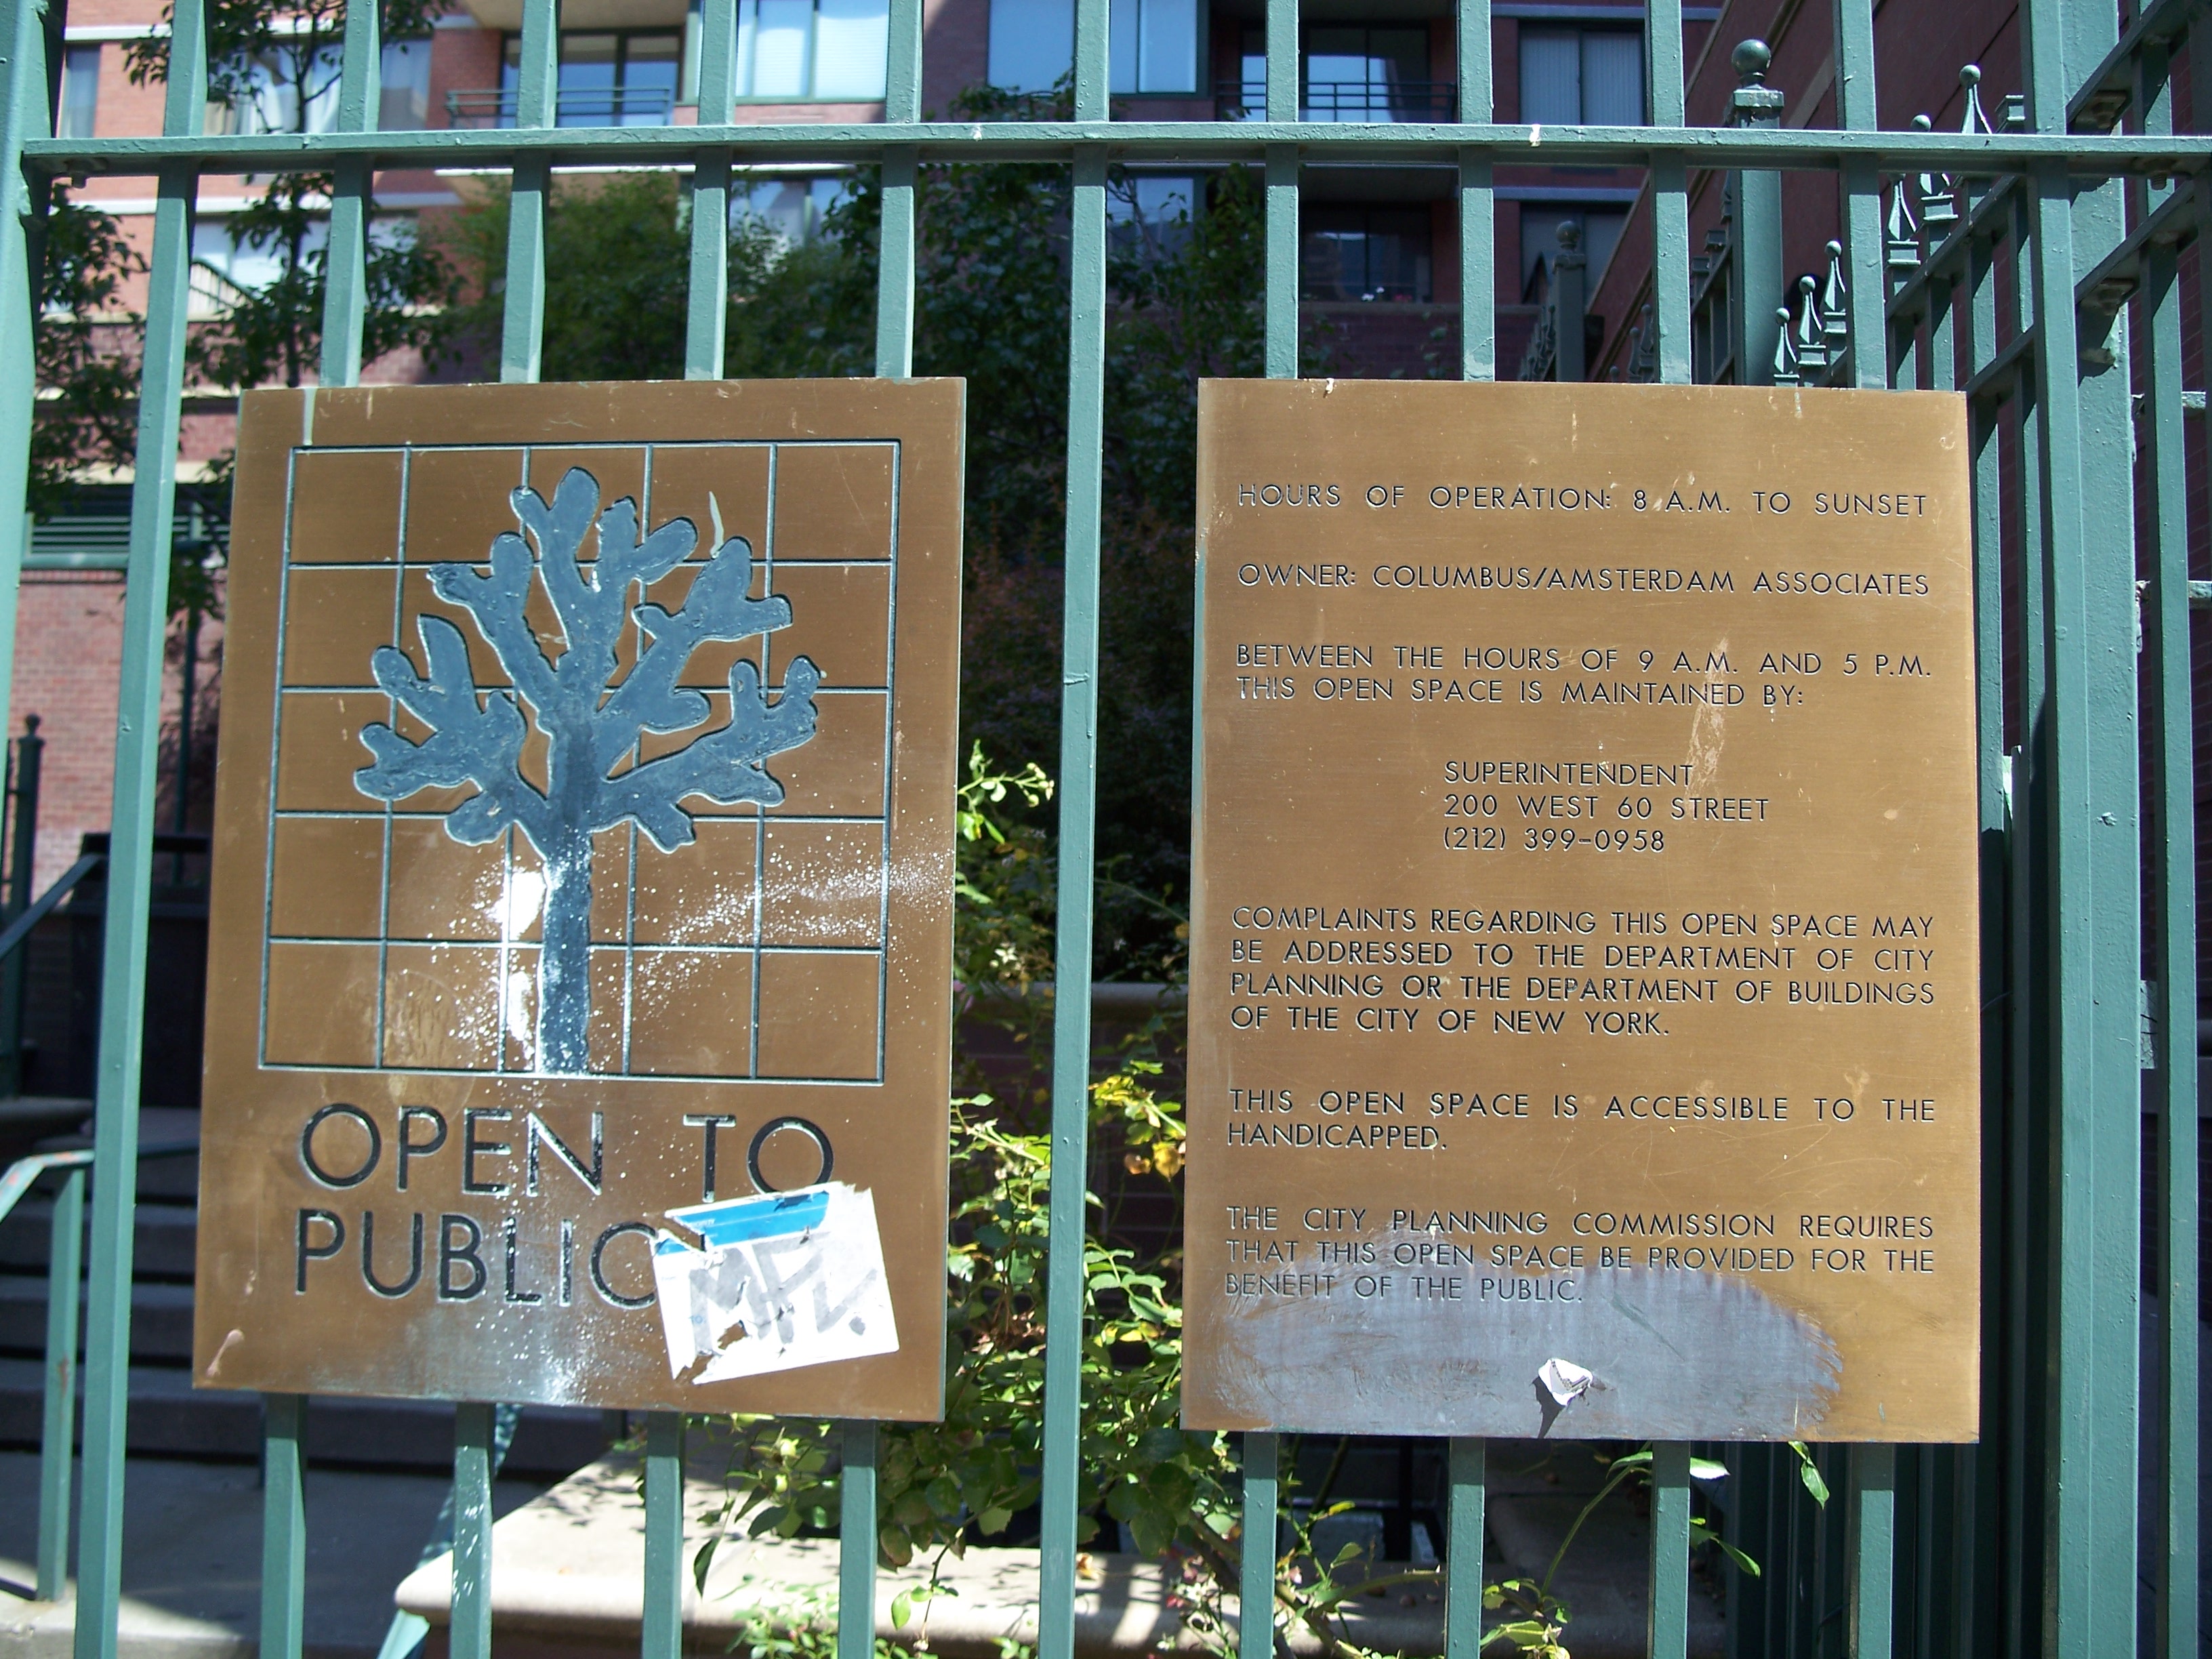 OPEN TO
PUBLIC
HOURS OF OPERATION: 8 A.M. TO SUNSET
OWNER: COLUMBUS/AMSTERDAM ASSOCIATES
BETWEEN THE HOURS OF 9 A.M. AND 5 P.M.
THIS OPEN SPACE IS MAINTAINED BY:
SUPERINTENDENT
200 WEST 60 STREET
(212) 399-0958
COMPLAINTS REGARDING THIS OPEN SPACE MAY
BE ADDRESSED TO THE DEPARTMENT OF CITY
PLANNING OR THE DEPARTMENT OF BUILDINGS
OF THE CITY OF NEW YORK.
THIS OPEN SPACE IS ACCESSIBLE TO THE
HANDICAPPED.
THE CITY PLANNING COMMISSION REQUIRES
THAT THIS OPEN SPACE BE PROVIDED FOR THE
BENEFIT OF THE PUBLIC.